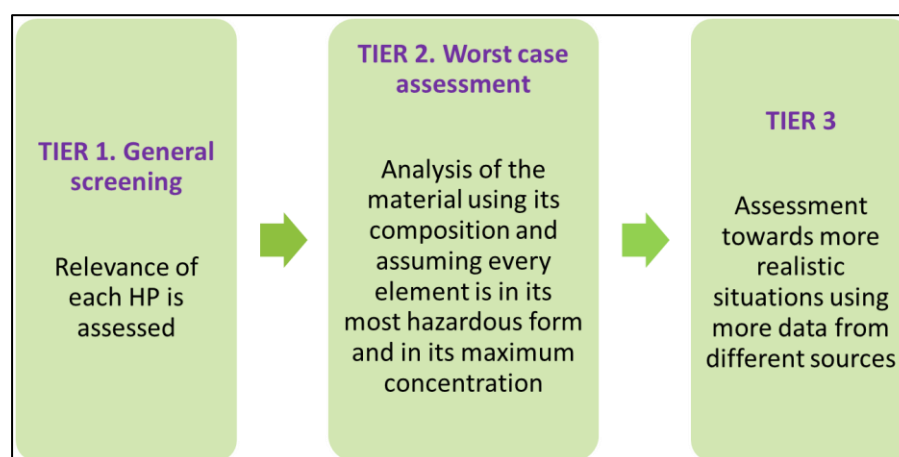 TIER 1. General
screening
Relevance of
each HP is
assessed
TIER 2. Worst case
assessment
Analysis of the
material using its
composition and
assuming every
element is in its
most hazardous form
and in its maximum
concentration
TIER 3
Assessment
towards more
realistic
situations using
more data from
different sources